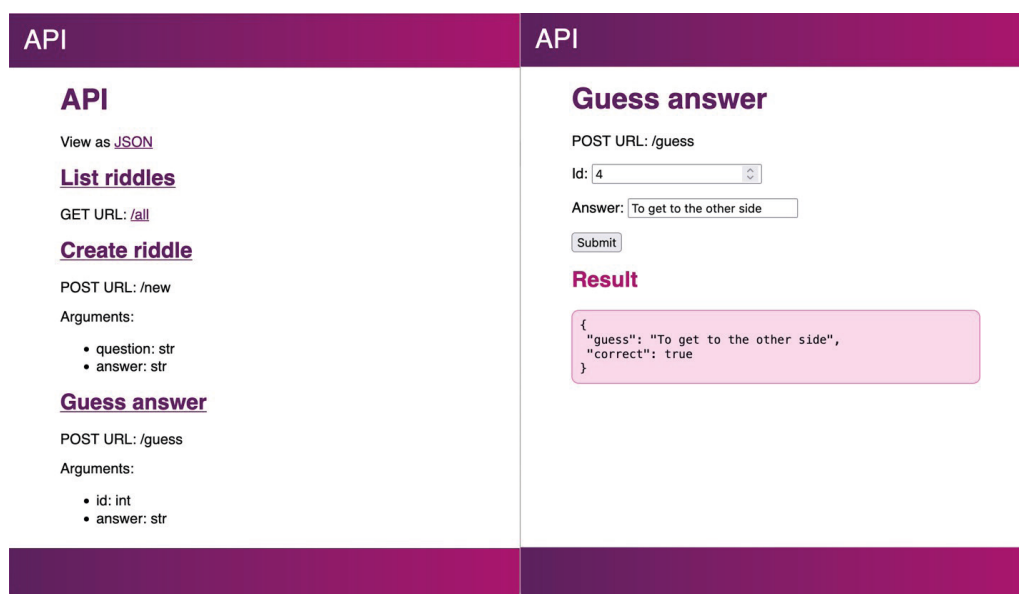 API
API
View as JSON
List riddles
GET URL: /all
Create riddle
POST URL: /new
Arguments:
• question: str
• answer: str
Guess answer
POST URL: /guess
Arguments:
• id: int
• answer: str
API
Guess answer
POST URL: /guess
Id: 4
Answer: To get to the other side
Submit
Result
{
"guess": "To get to the other side",
"correct": true
}